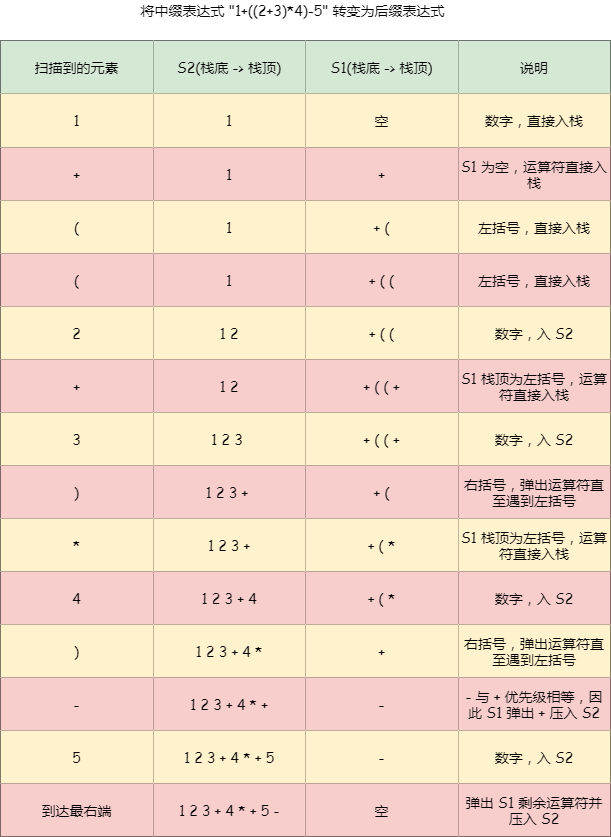 将中缀表达式 "1+((2+3)*4)-5" 转变为后缀表达式
扫描到的元素 S2(栈底 -> 栈顶) S1(栈底 -> 栈顶) 说明
1 1 空 数字，直接入栈
+ 1 + S1 为空，运算符直接入
栈
( 1 + ( 左括号，直接入栈
( 1 + ( ( 左括号，直接入栈
2 1 2 + ( ( 数字，入 S2
+ 1 2 + ( ( + S1 栈顶为左括号，运算
符直接入栈
3 1 2 3 + ( ( + 数字，入 S2
) 1 2 3 + + ( 右括号，弹出运算符直
至遇到左括号
* 1 2 3 + + ( * S1 栈顶为左括号，运算
符直接入栈
4 1 2 3 + 4 + ( * 数字，入 S2
) 1 2 3 + 4 * + 右括号，弹出运算符直
至遇到左括号
- 1 2 3 + 4 * + - - 与 + 优先级相等，因
此 S1 弹出 + 压入 S2
5 1 2 3 + 4 * + 5 - 数字，入 S2
到达最右端 1 2 3 + 4 * + 5 - 空 弹出 S1 剩余运算符并
压入 S2